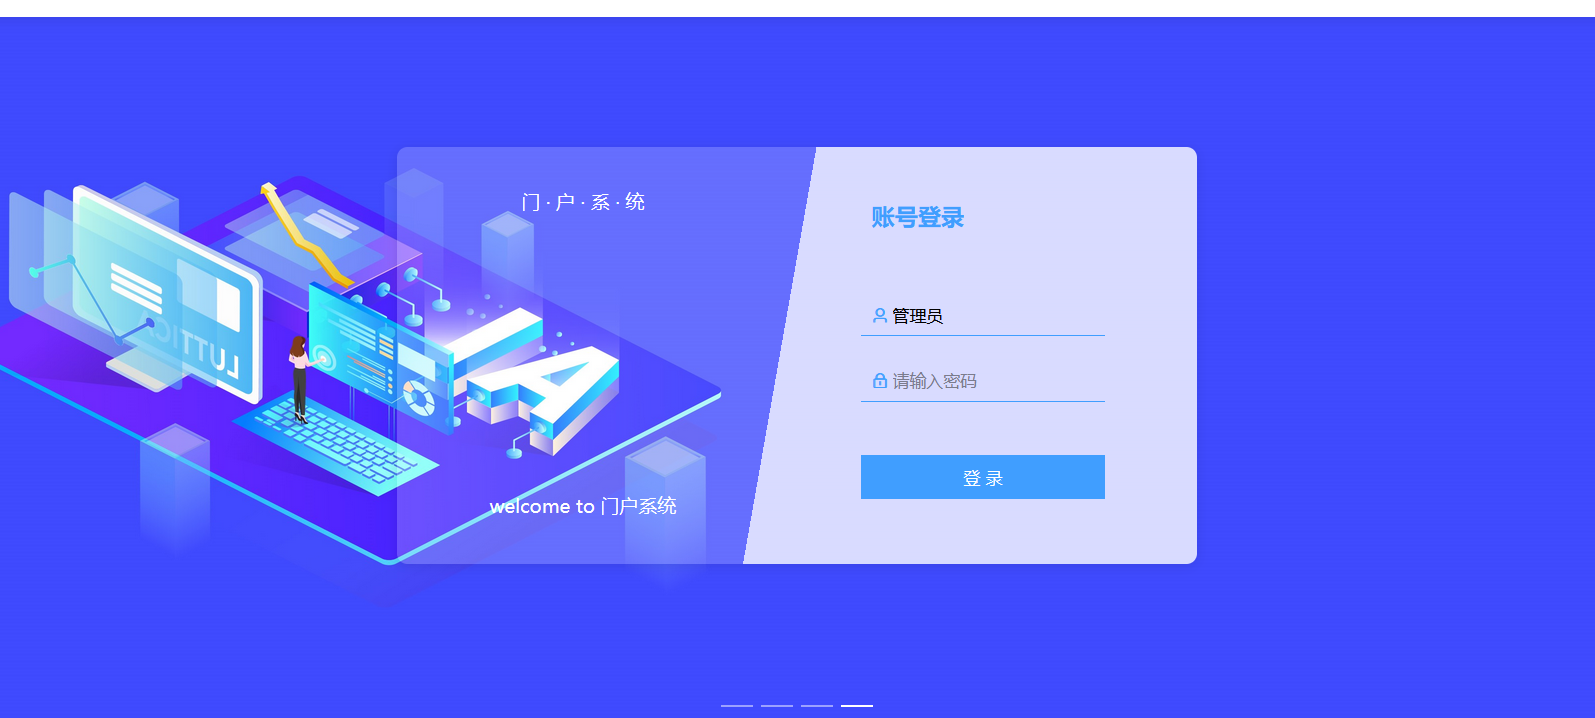 门 · 户 · 系 · 统
welcome to 门户系统
账号登录
管理员
请输入密码
登 录